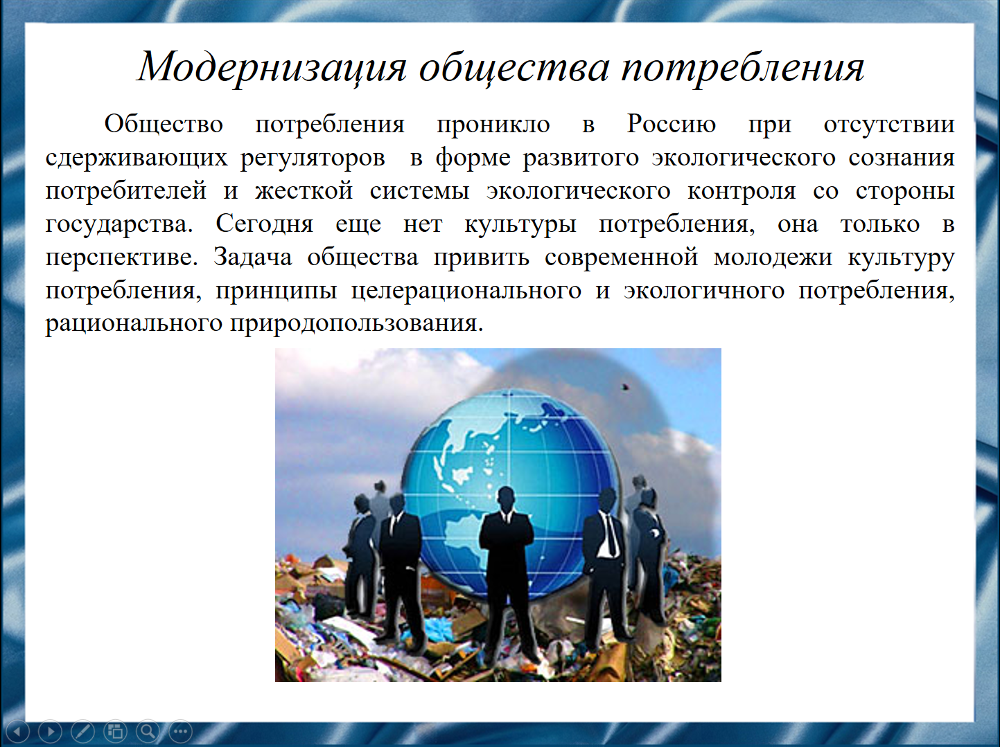 Модернизация общества потребления
Общество потребления проникло в Россию при отсутствии
сдерживающих регуляторов в форме развитого экологического сознания
потребителей и жесткой системы экологического контроля со стороны
государства. Сегодня еще нет культуры потребления, она только в
перспективе. Задача общества привить современной молодежи культуру
потребления, принципы целерационального и экологичного потребления,
рационального природопользования.